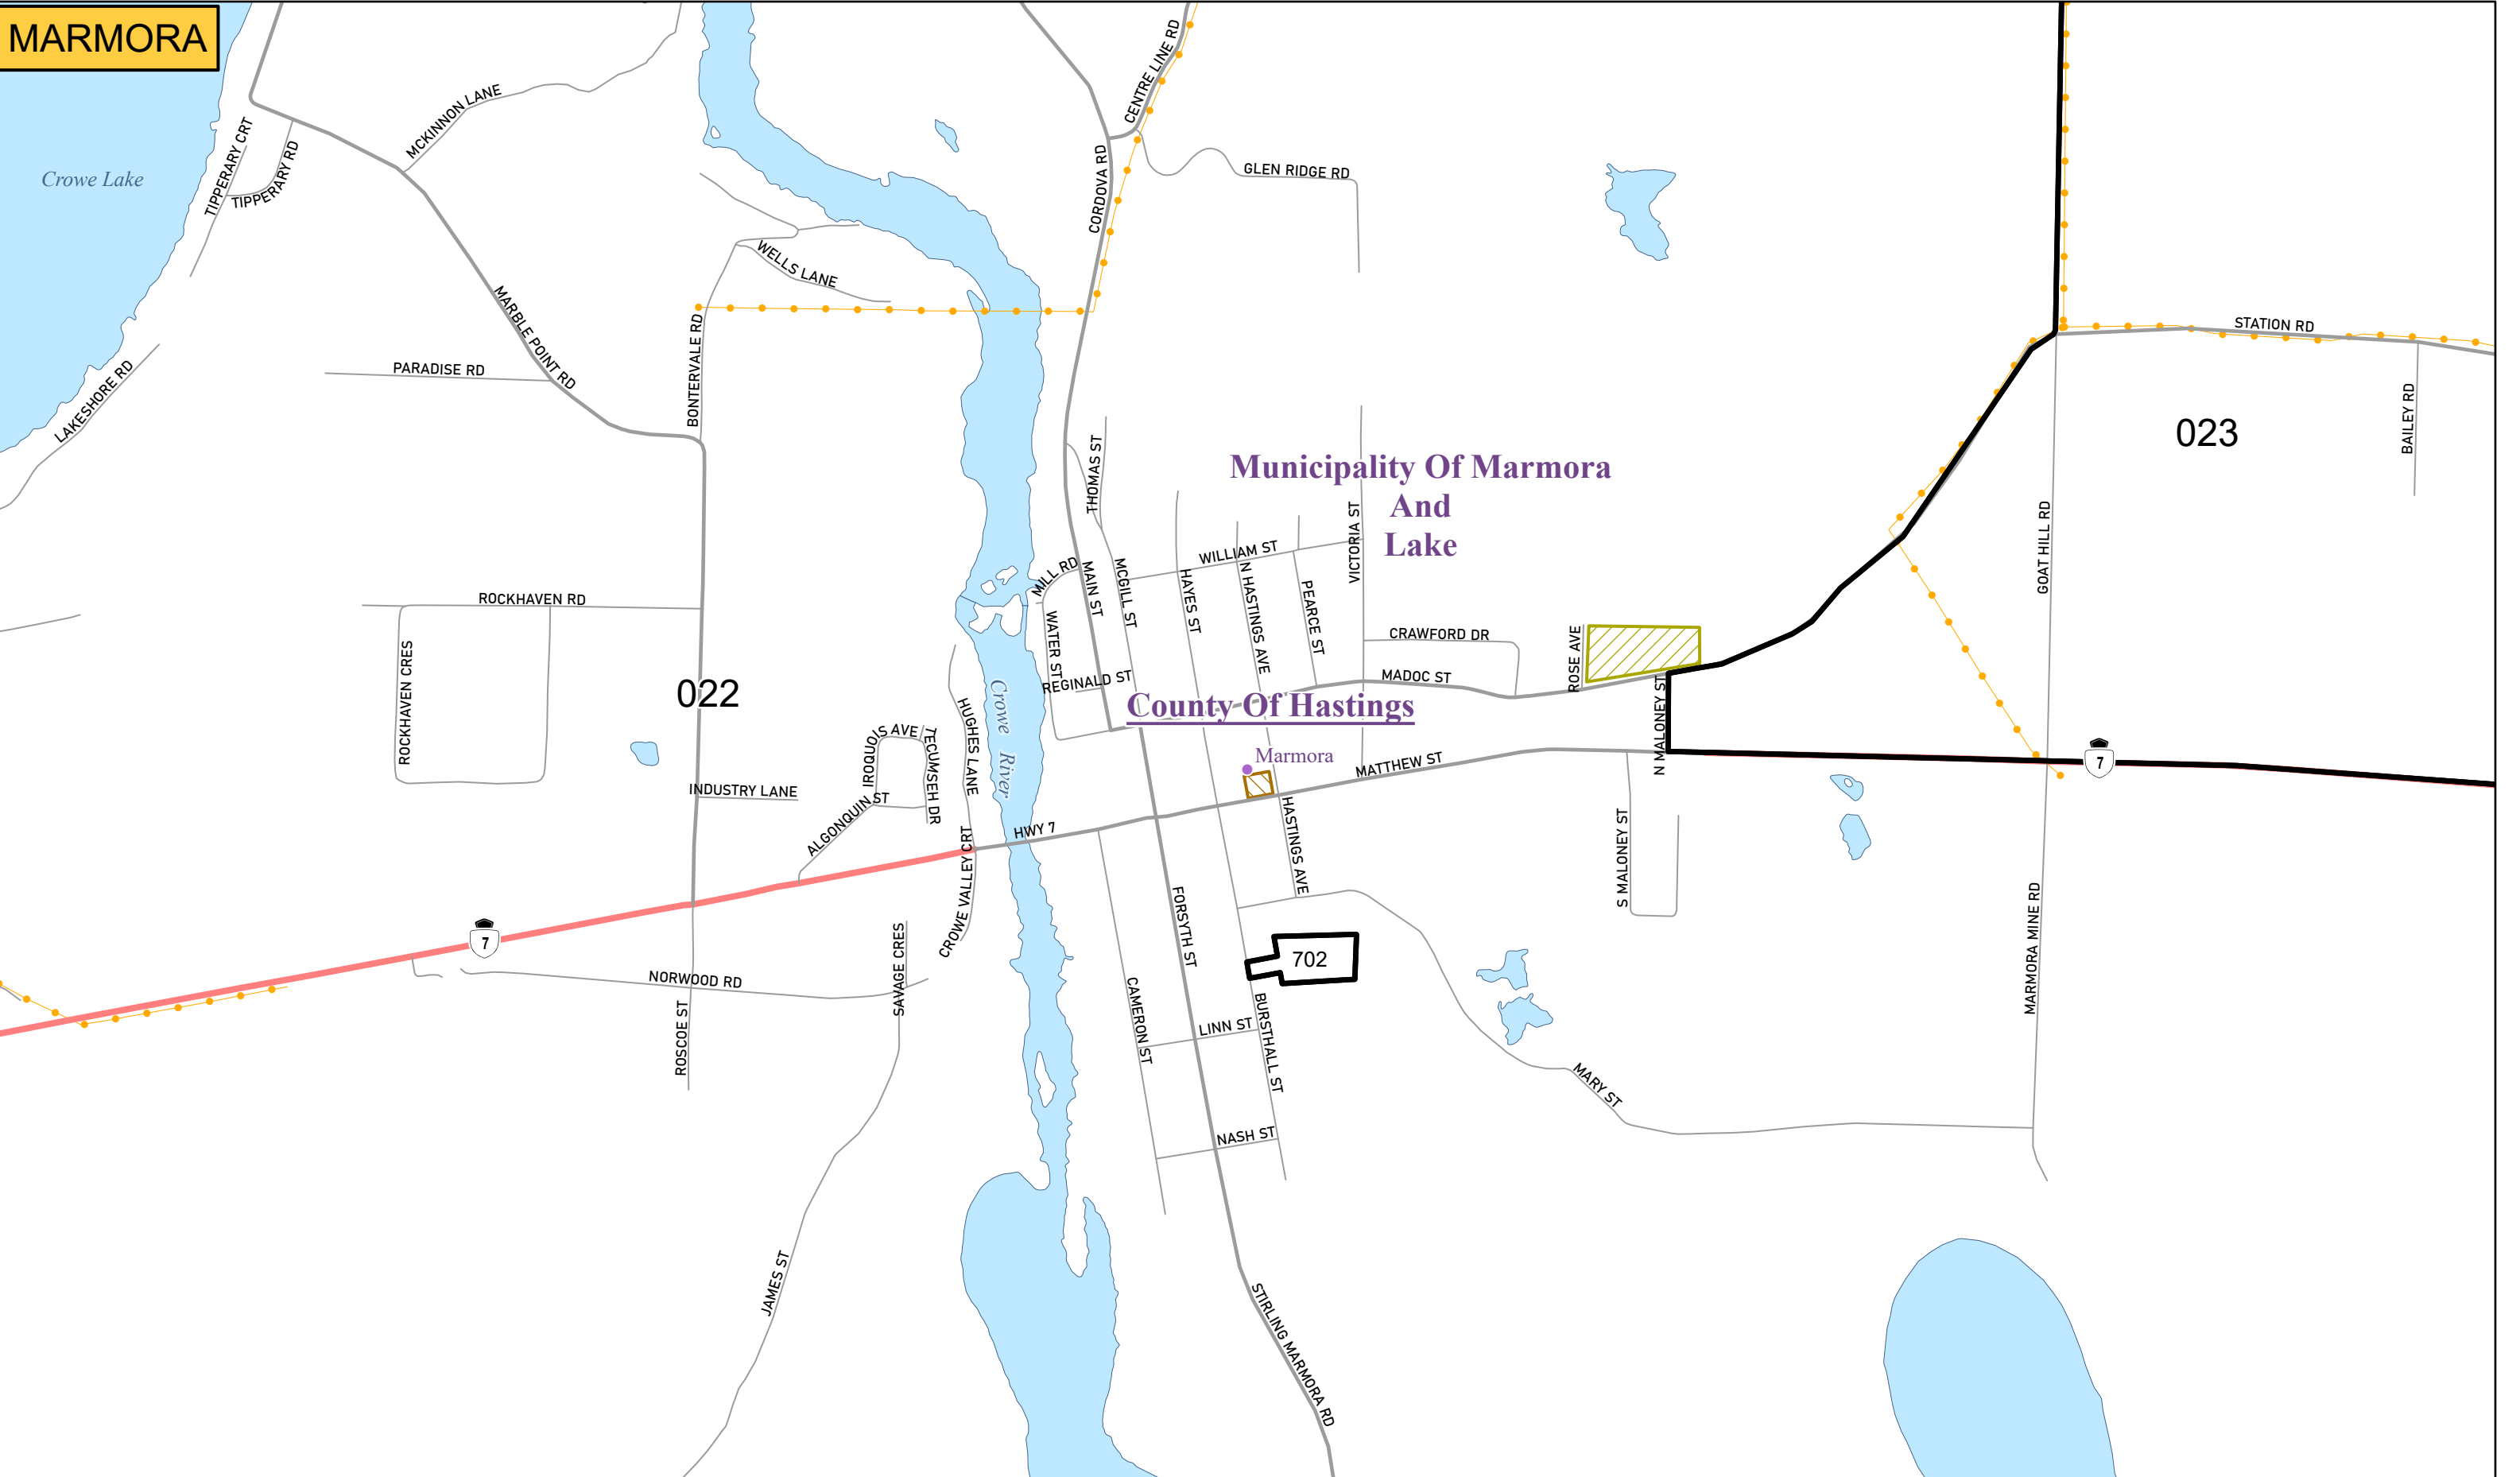 MARMORA
CENTRE LINE RD
MCKINNON LANE
TIPPERARY CRT
TIPPERARY RD
Crowe Lake
CORDOVA RD
GLEN RIDGE RD
WELLS LANE
MARBLE POINT RD
BONTERVALE RD
STATION RD
PARADISE RD
LAKESHORE RD
BAILEY RD
023
THOMAS ST
Municipality Of Marmora
And
Lake
VICTORIA ST
GOAT HILL RD
WILLIAM ST
MILL RD
MAIN ST
MCGILL ST
HAYES ST
N HASTINGS AVE
PEARCE ST
ROCKHAVEN RD
ROCKHAVEN CRES
WATER ST
CRAWFORD DR
ROSE AVE
REGINALD ST
MADOC ST
N MALONEY ST
022
County Of Hastings
Crowe River
HUGHES LANE
IROQUOIS AVE
TECUMSEH DR
Marmora
MATTHEW ST
7
INDUSTRY LANE
ALGONQUIN ST
HWY 7
HASTINGS AVE
S MALONEY ST
CROWE VALLEY CRT
FORSYTH ST
MARMORA MINE RD
7
SAVAGE CRES
702
NORWOOD RD
ROSCOE ST
CAMERON ST
LINN ST
BURSTHALL ST
MARY ST
NASH ST
JAMES ST
STIRLING MARMORA RD